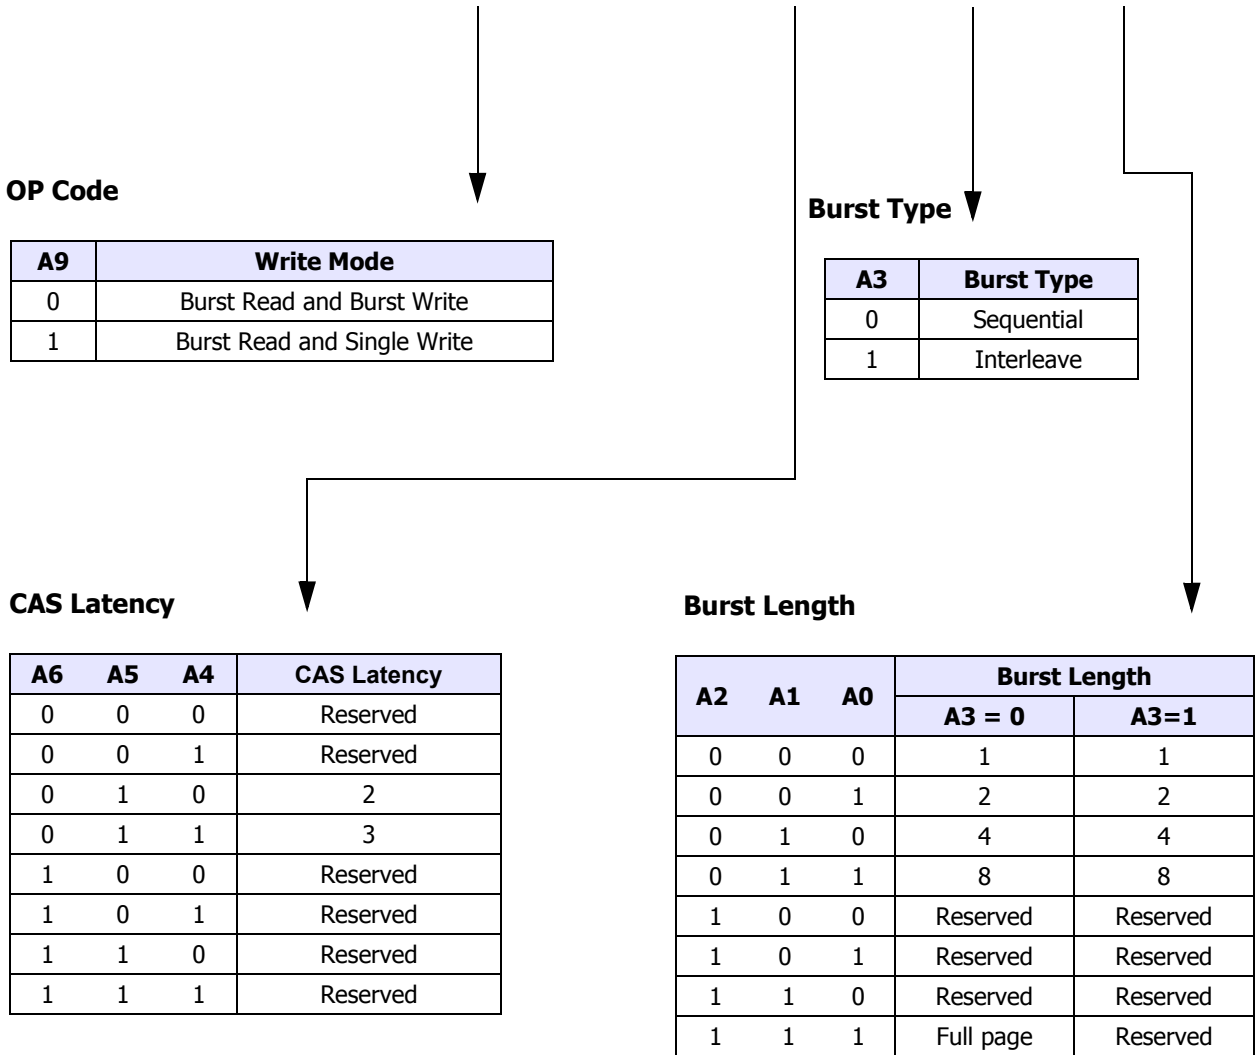 OP Code
A9 Write Mode
0 Burst Read and Burst Write
1 Burst Read and Single Write
Burst Type
A3 Burst Type
0 Sequential
1 Interleave
CAS Latency
A6 A5 A4 CAS Latency
0 0 0 Reserved
0 0 1 Reserved
0 1 0 2
0 1 1 3
1 0 0 Reserved
1 0 1 Reserved
1 1 0 Reserved
1 1 1 Reserved
Burst Length
A2 A1 A0 Burst Length
A3 = 0 A3=1
0 0 0 1 1
0 0 1 2 2
0 1 0 4 4
0 1 1 8 8
1 0 0 Reserved Reserved
1 0 1 Reserved Reserved
1 1 0 Reserved Reserved
1 1 1 Full page Reserved